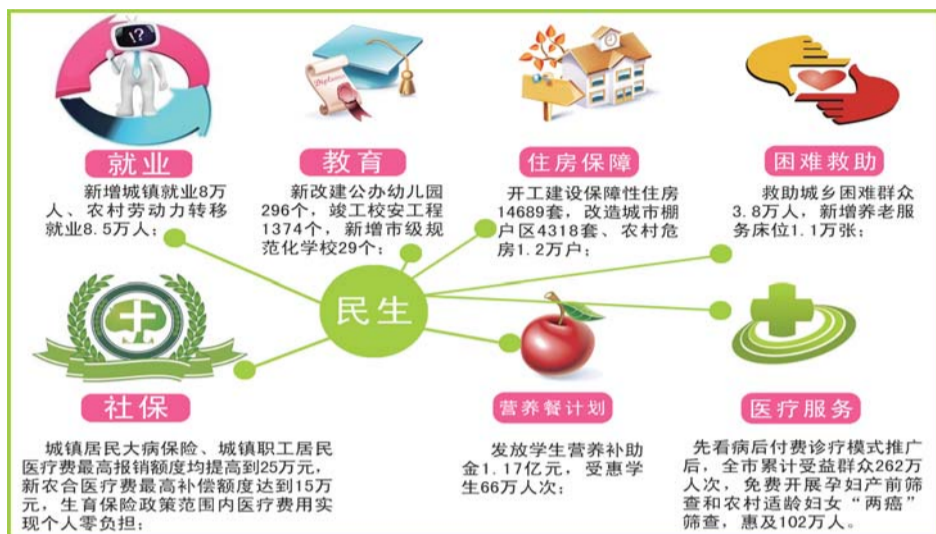 !?
Diploma
就业
新增城镇就业8万
人、农村劳动力转移
就业8.5万人；
教育
新改建公办幼儿园
296个，竣工校安工程
1374个，新增市级规
范化学校29个；
住房保障
开工建设保障性住房
14689套，改造城市棚
户区4318套、农村危
房1.2万户；
困难救助
救助城乡困难群众
3.8万人，新增养老服
务床位1.1万张；
民生
社保
城镇居民大病保险、城镇职工居民
医疗费最高报销额度均提高到25万元，
新农合医疗费最高补偿额度达到15万
元，生育保险政策范围内医疗费用实
现个人零负担；
营养餐计划
发放学生营养补助
金1.17亿元，受惠学
生66万人次；
医疗服务
先看病后付费诊疗模式推广
后，全市累计受益群众262万
人次，免费开展孕妇产前筛
查和农村适龄妇女“两癌”
筛查，惠及102万人。